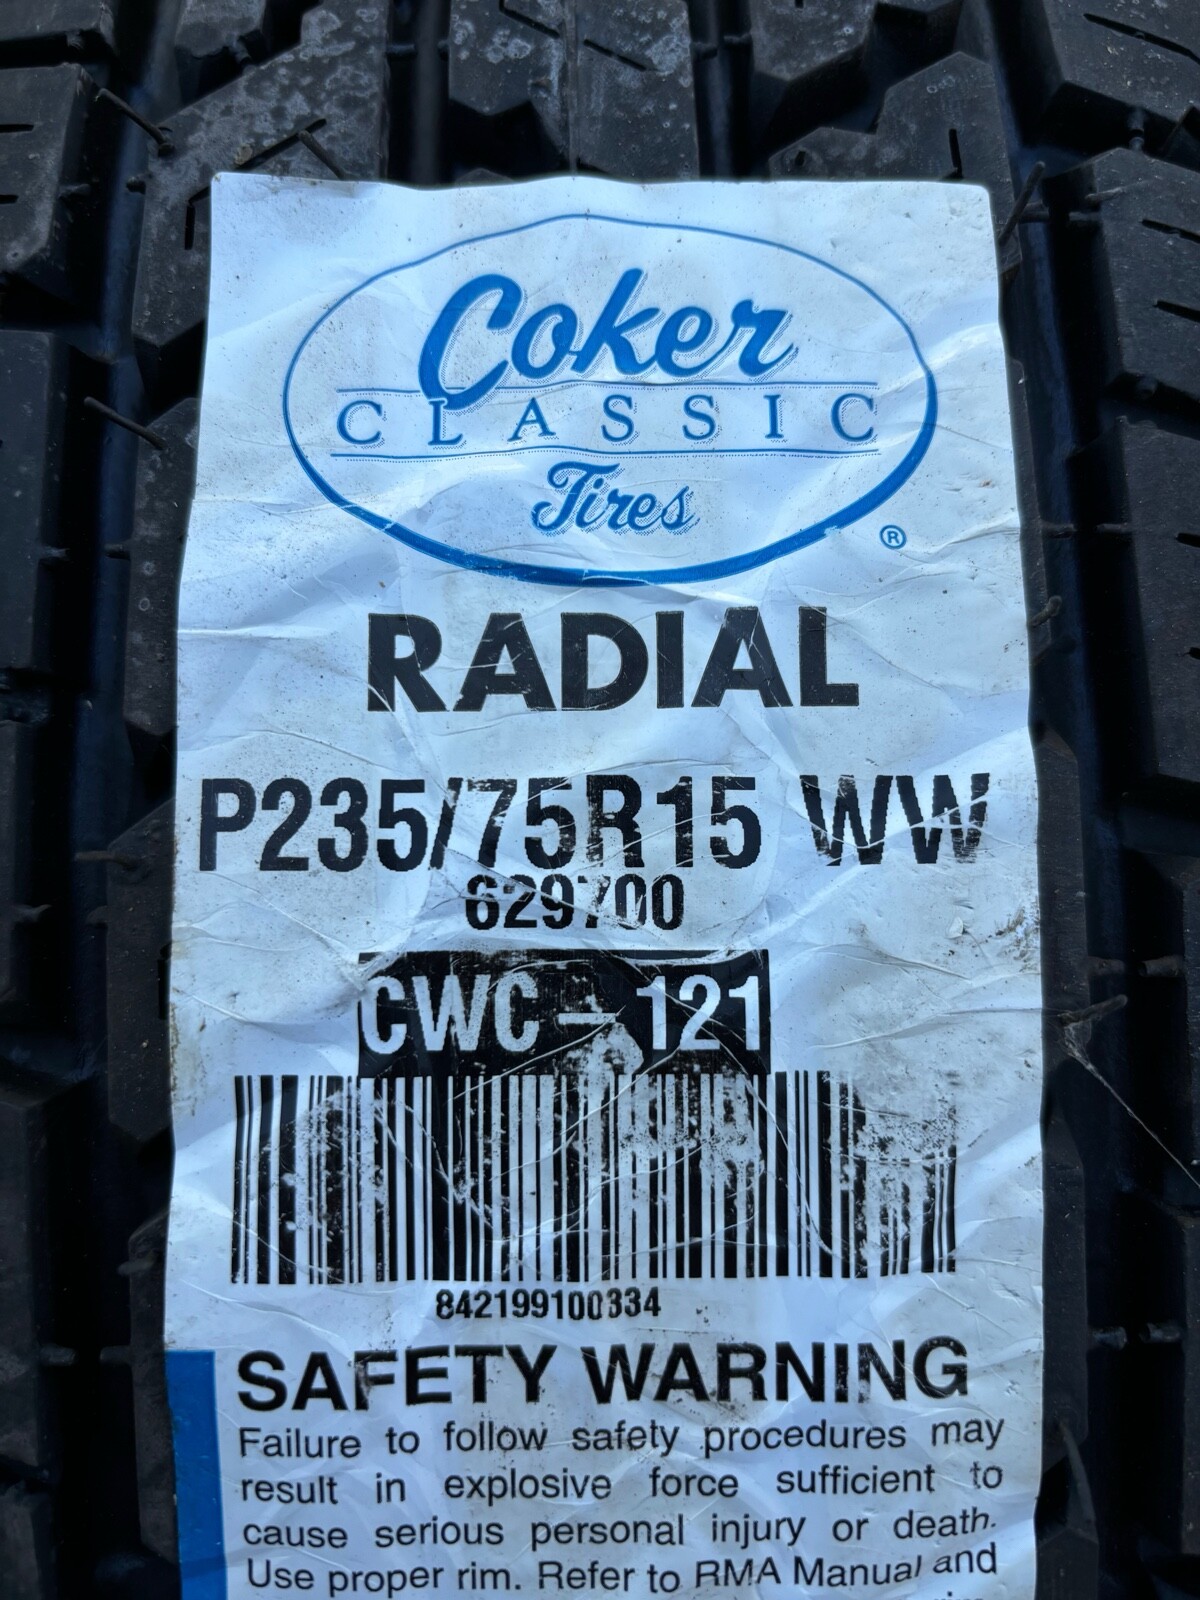 Coker
CLASSIC
Tires
®
RADIAL
P235/75R15 WW
629700
CWC - 121
842199100334
SAFETY WARNING
Failure to follow safety procedures may
result in explosive force sufficient to
cause serious personal injury or death.
Use proper rim. Refer to RMA Manual and